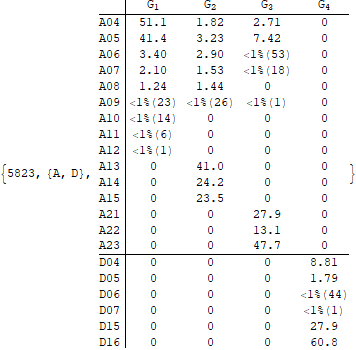 G1 G2 G3 G4
A04 51.1 1.82 2.71 0
A05 41.4 3.23 7.42 0
A06 3.40 2.90 <1%(53) 0
A07 2.10 1.53 <1%(18) 0
A08 1.24 1.44 0 0
A09 <1%(23) <1%(26) <1%(1) 0
A10 <1%(14) 0 0 0
A11 <1%(6) 0 0 0
A12 <1%(1) 0 0 0
{5823, {A, D}, A13 0 41.0 0 0 }
A14 0 24.2 0 0
A15 0 23.5 0 0
A21 0 0 27.9 0
A22 0 0 13.1 0
A23 0 0 47.7 0
D04 0 0 0 8.81
D05 0 0 0 1.79
D06 0 0 0 <1%(44)
D07 0 0 0 <1%(1)
D15 0 0 0 27.9
D16 0 0 0 60.8